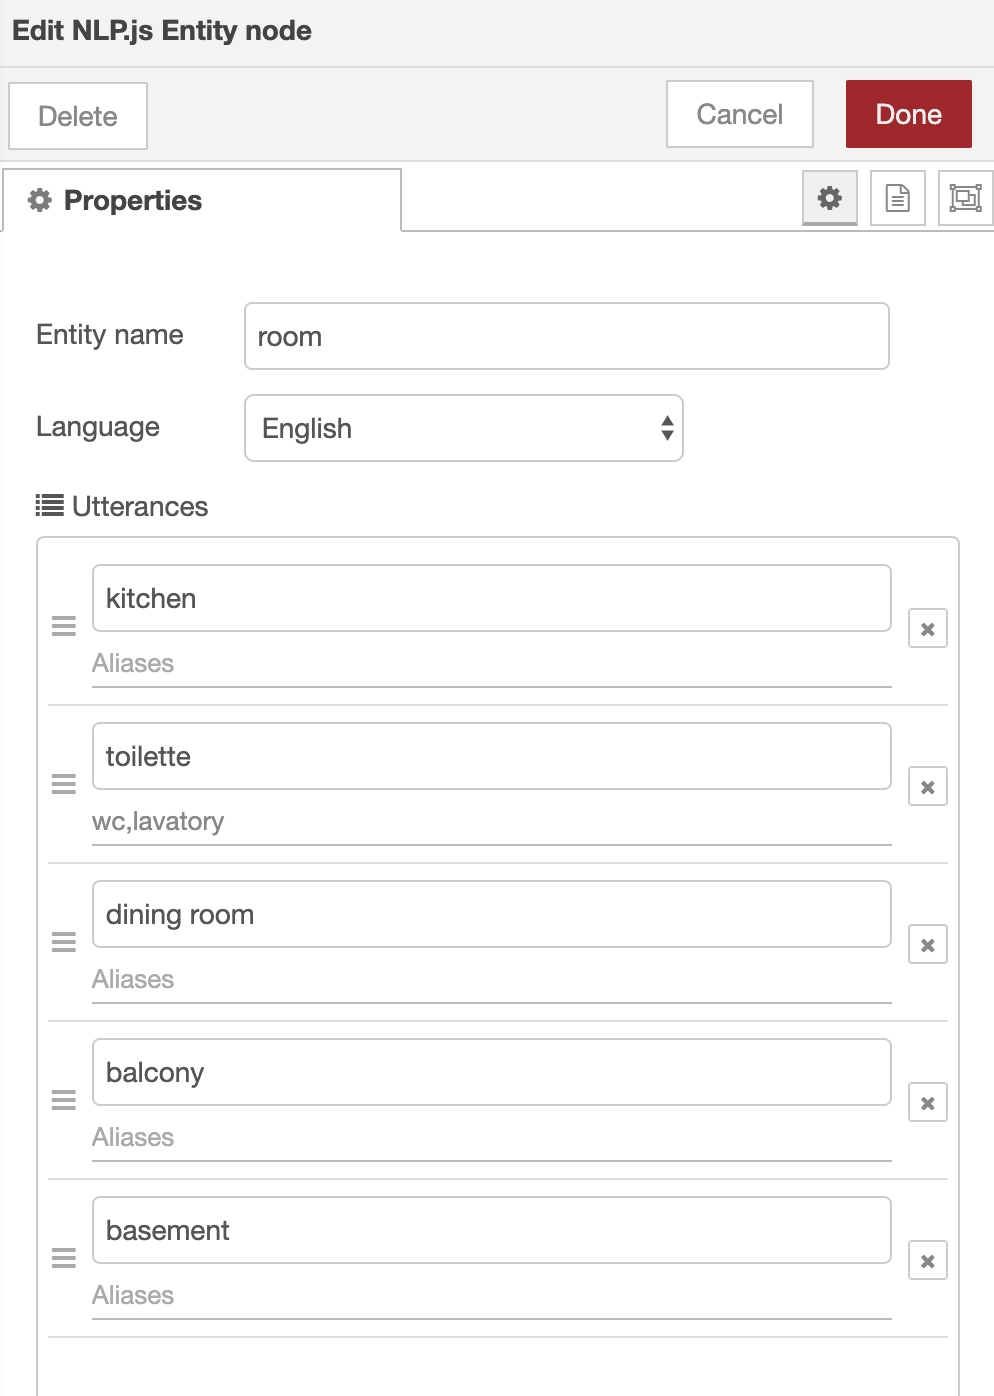 Edit NLP.js Entity node
Delete
Cancel
Done
Properties
Entity name
room
Language
English
Utterances
kitchen
Aliases
toilette
wc,lavatory
dining room
Aliases
balcony
Aliases
basement
Aliases